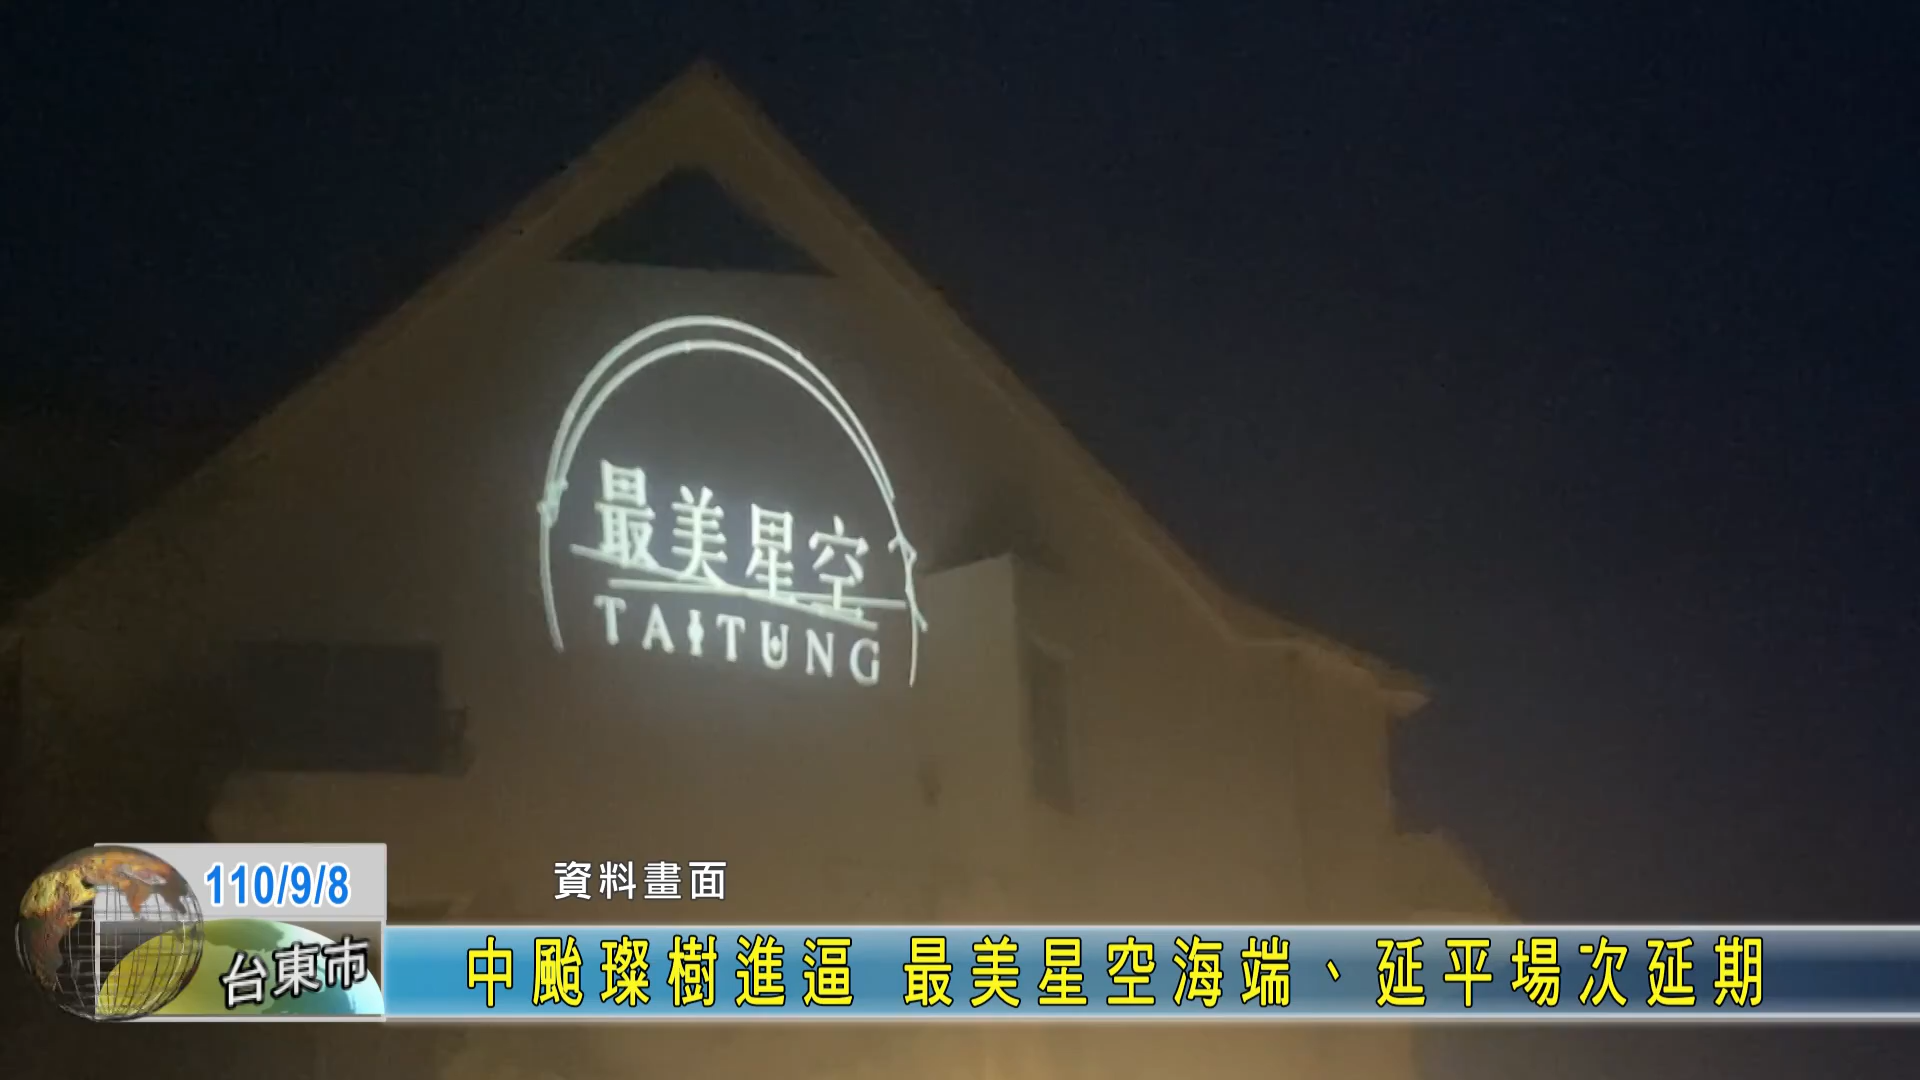 最美星空
TAITUNG
110/9/8
資料畫面
台東市
中颱璨樹進逼 最美星空海端、延平場次延期